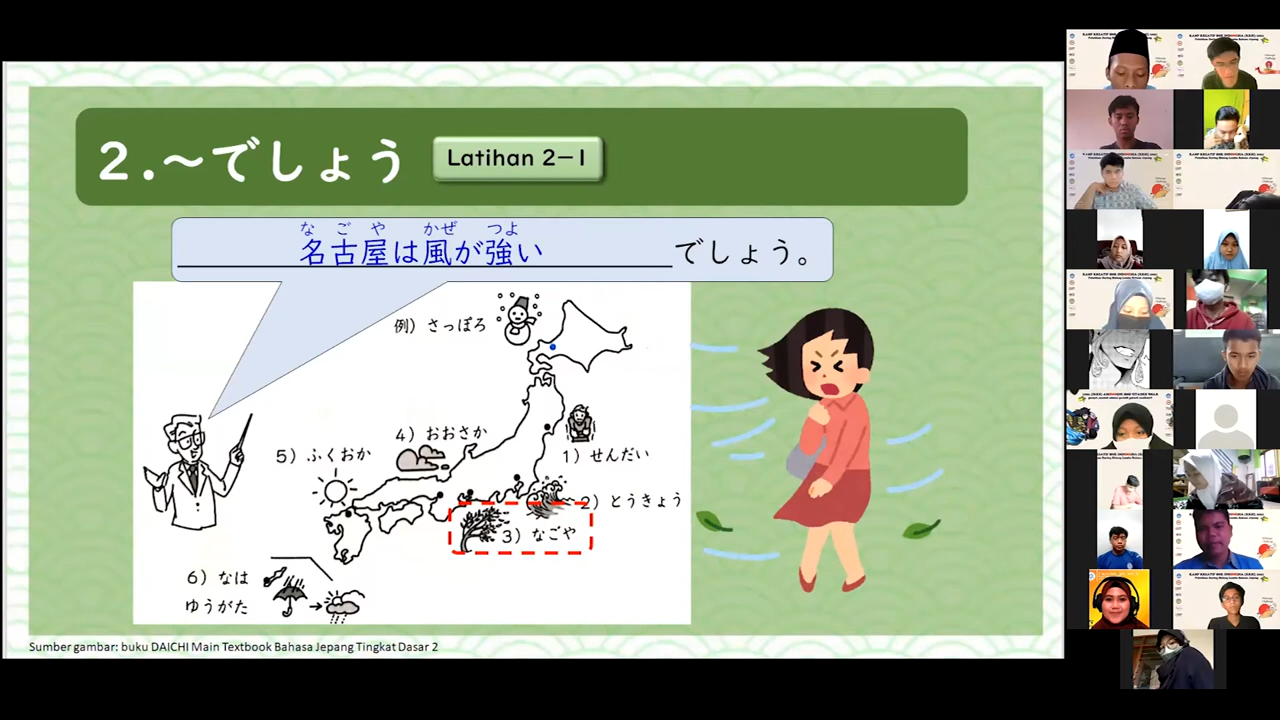 2.～でしょう
Latihan 2－1
なごや かぜ つよ
名古屋は風が強い でしょう。
例）さっぽろ
4）おおさか
5）ふくおか
1）せんだい
2）とうきょう
3）なごや
6）なは
ゆうがた
Sumber gambar: buku DAICHI Main Textbook Bahasa Jepang Tingkat Dasar 2